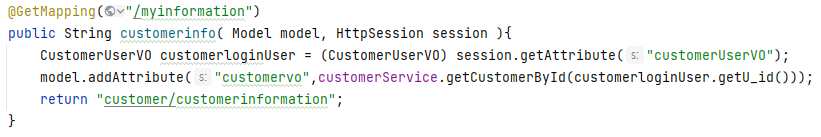 @GetMapping("/myinformation")
public String customerinfo( Model model, HttpSession session ){
    CustomerUserVO customerloginUser = (CustomerUserVO) session.getAttribute( s: "customerUserVO");
    model.addAttribute( s: "customervo",customerService.getCustomerById(customerloginUser.getU_id()));
    return "customer/customerinformation";
}